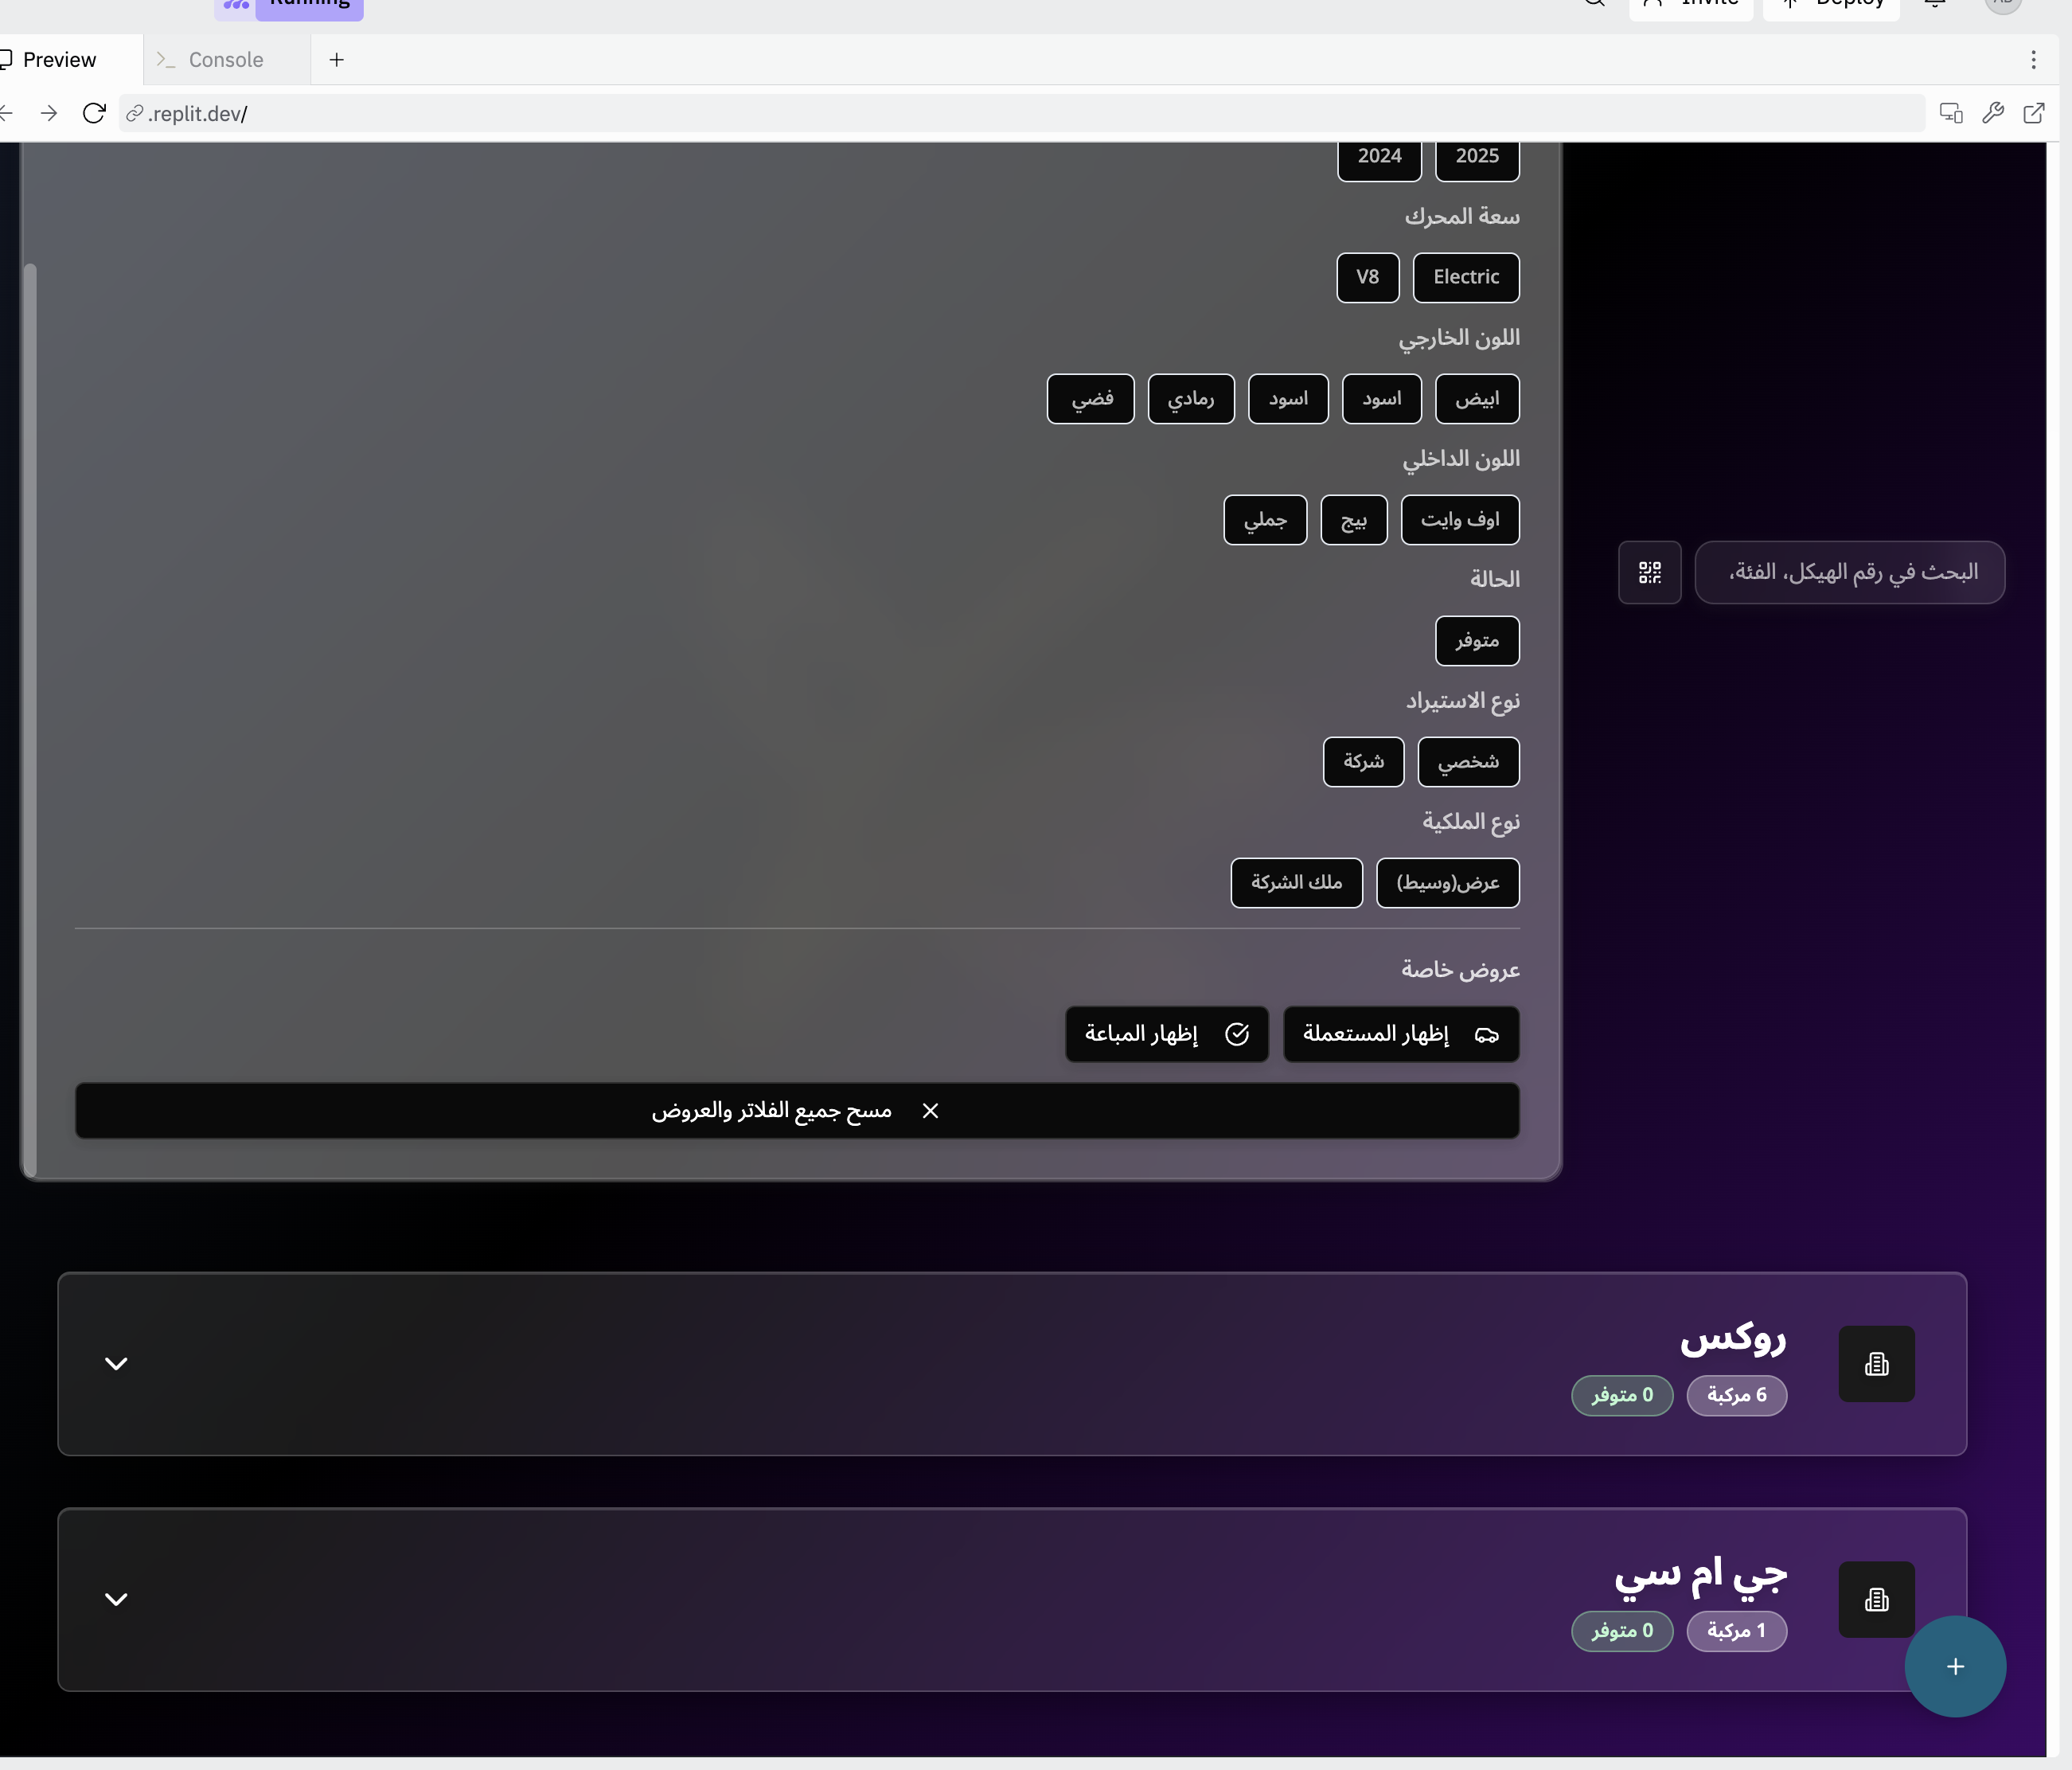 Running
Invite
Deploy
Preview
Console
.replit.dev/
2025 2024
سعة المحرك
Electric V8
اللون الخارجي
ابيض اسود اسود رمادي فضي
اللون الداخلي
اوف وايت بيج جملي
البحث في رقم الهيكل، الفئة،
الحالة
متوفر
نوع الاستيراد
شخصي شركة
نوع الملكية
عرض(وسيط) ملك الشركة
عروض خاصة
إظهار المستعملة إظهار المباعة
مسح جميع الفلاتر والعروض
روكس
6 مركبة 0 متوفر
جي ام سي
1 مركبة 0 متوفر